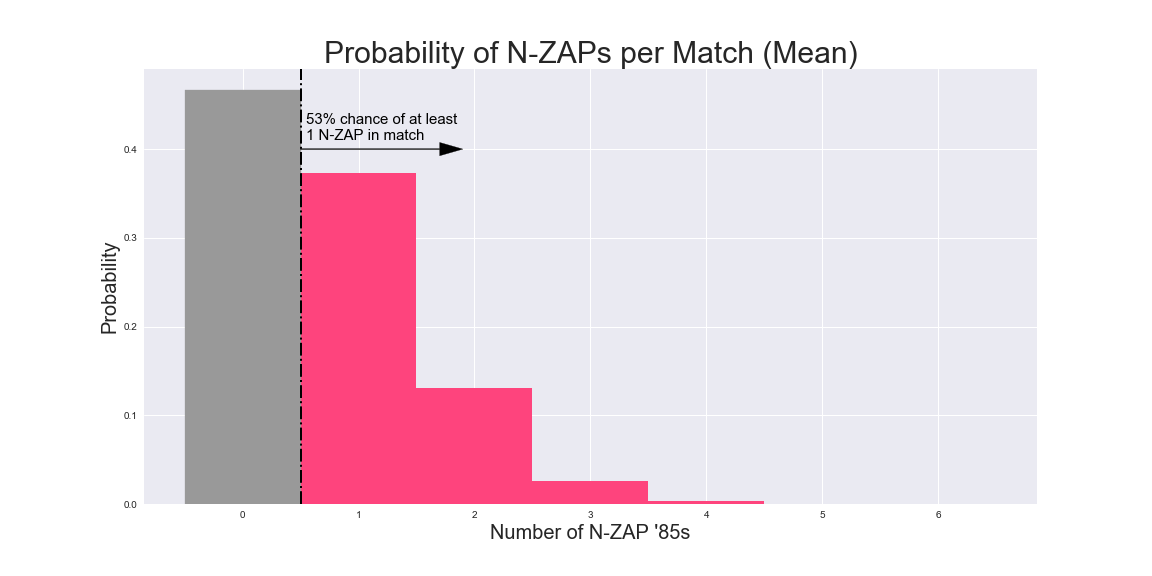 Probability of N-ZAPs per Match (Mean)
53% chance of at least
1 N-ZAP in match
0.4
0.3
0.2
0.1
0.0
Probability
0 1 2 3 4 5 6
Number of N-ZAP '85s